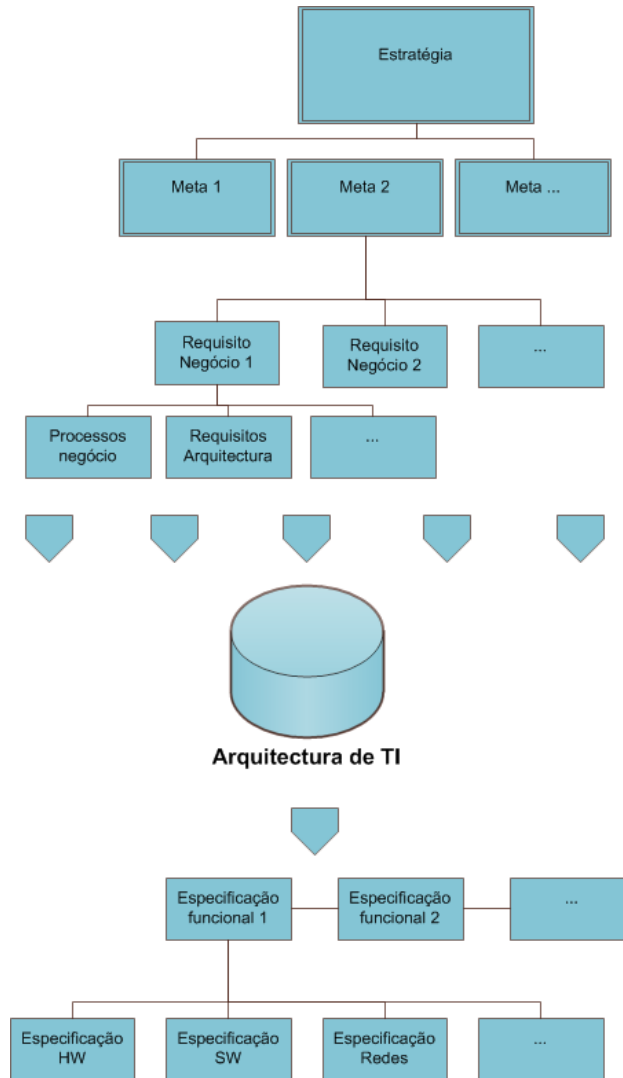 Estratégia
Meta 1
Meta 2
Meta ...
Requisito
Negócio 1
Requisito
Negócio 2
...
Processos
negócio
Requisitos
Arquitectura
...
Arquitectura de TI
Especificação
funcional 1
Especificação
funcional 2
...
Especificação
HW
Especificação
SW
Especificação
Redes
...